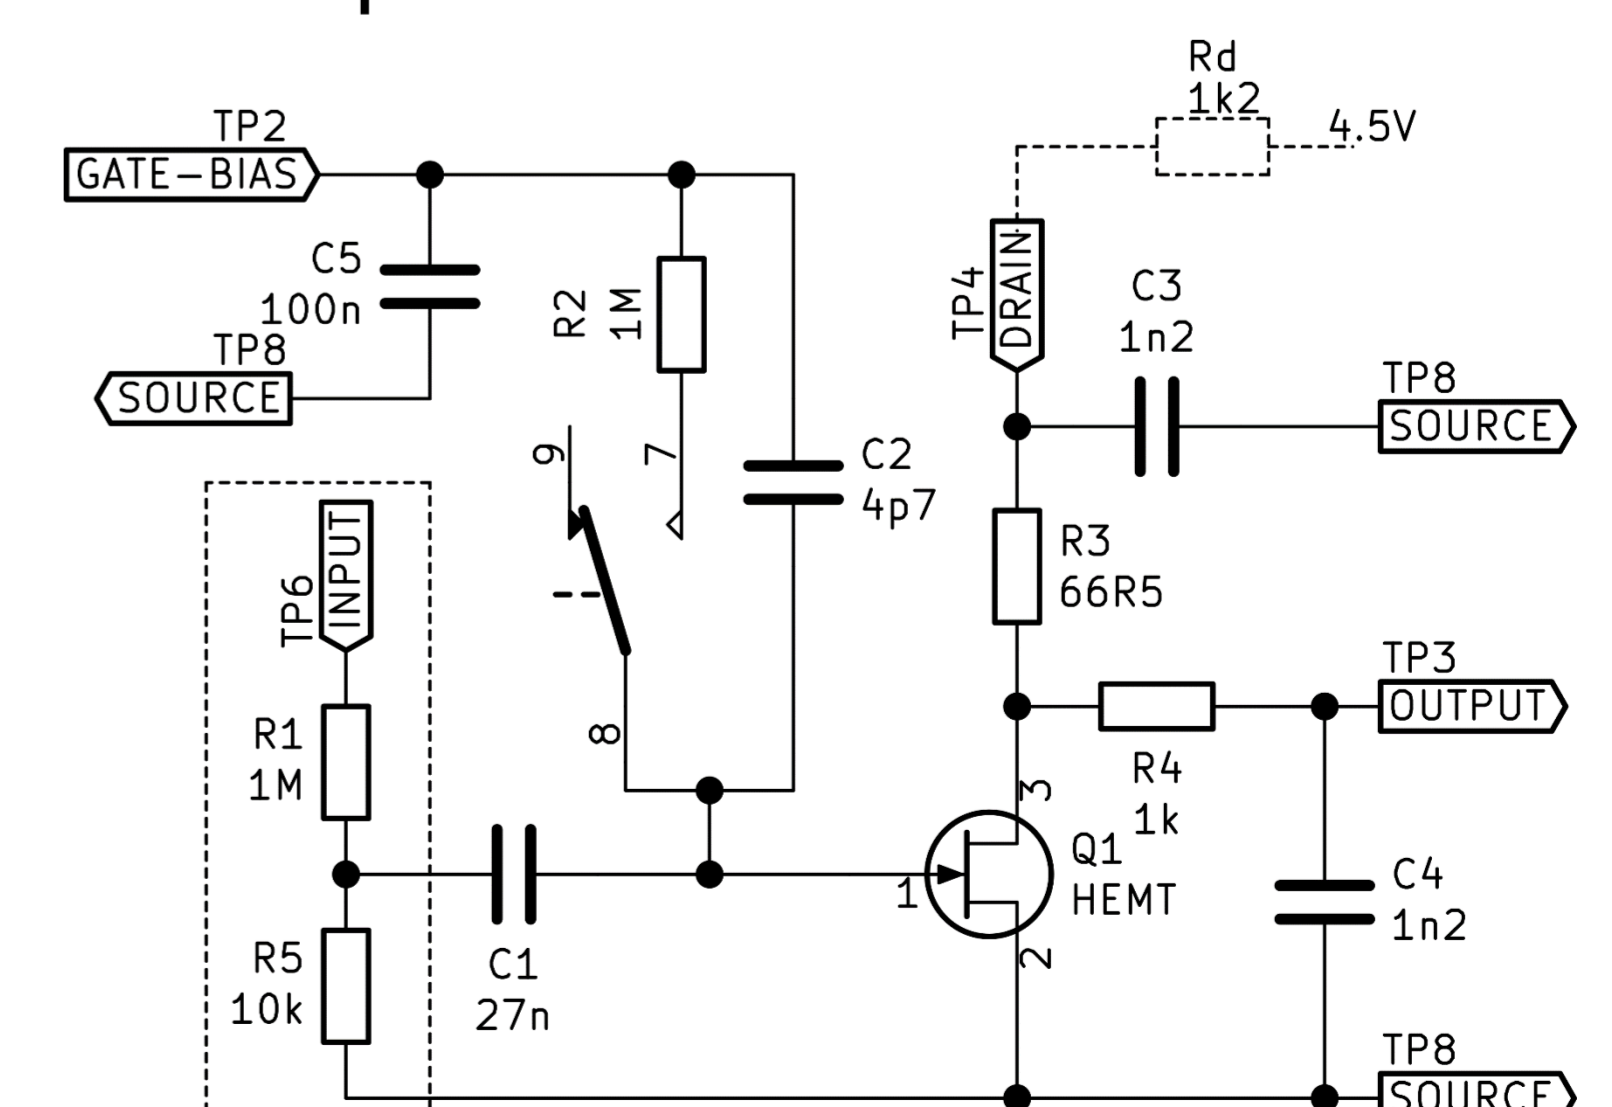 Rd
1k2
4.5V
TP2
GATE-BIAS
C5
100n
TP8
SOURCE
R2
1M
9
7
8
C2
4p7
TP4
DRAIN
C3
1n2
TP8
SOURCE
R3
66R5
TP6
INPUT
R1
1M
R5
10k
C1
27n
TP3
OUTPUT
R4
1k
3
1
2
Q1
HEMT
C4
1n2
TP8
SOURCE